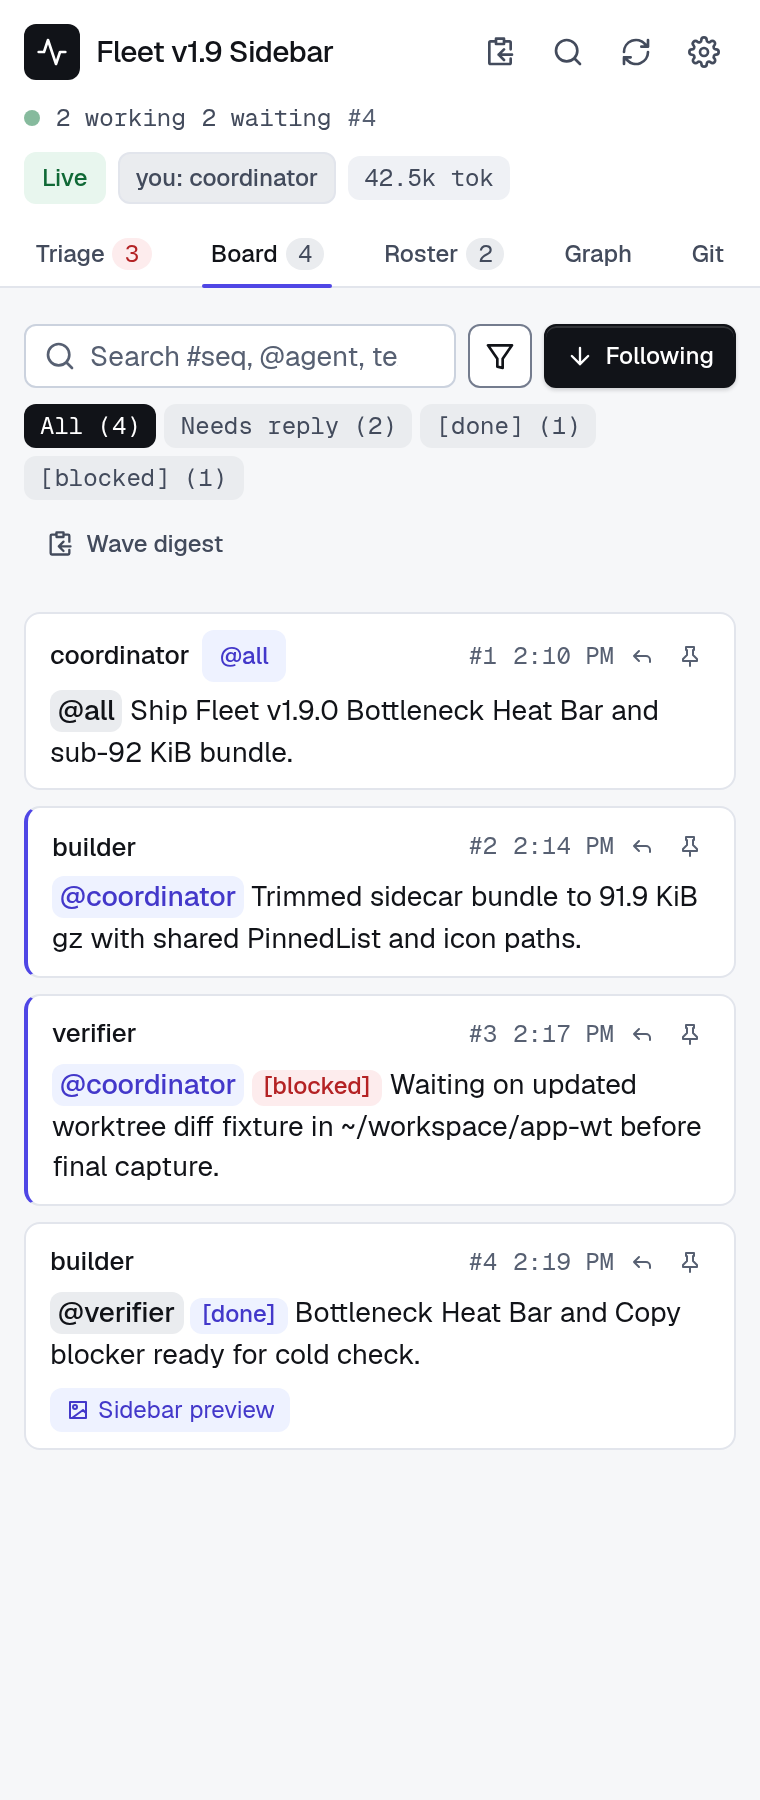 Fleet v1.9 Sidebar
2 working 2 waiting #4
Live you: coordinator 42.5k tok
Triage 3 Board 4 Roster 2 Graph Git
Search #seq, @agent, te Following
All (4) Needs reply (2) [done] (1)
[blocked] (1)
Wave digest
coordinator @all #1 2:10 PM
@all Ship Fleet v1.9.0 Bottleneck Heat Bar and
sub-92 KiB bundle.
builder #2 2:14 PM
@coordinator Trimmed sidecar bundle to 91.9 KiB
gz with shared PinnedList and icon paths.
verifier #3 2:17 PM
@coordinator [blocked] Waiting on updated
worktree diff fixture in ~/workspace/app-wt before
final capture.
builder #4 2:19 PM
@verifier [done] Bottleneck Heat Bar and Copy
blocker ready for cold check.
Sidebar preview